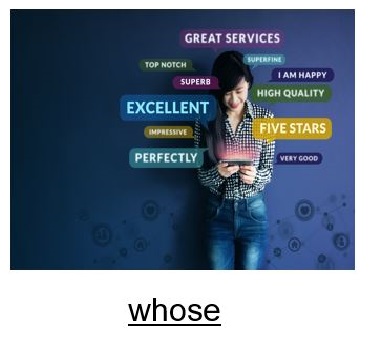 GREAT SERVICES
SUPERFINE
TOP NOTCH
I AM HAPPY
SUPERB
HIGH QUALITY
EXCELLENT
IMPRESSIVE
FIVE STARS
PERFECTLY
VERY GOOD
whose